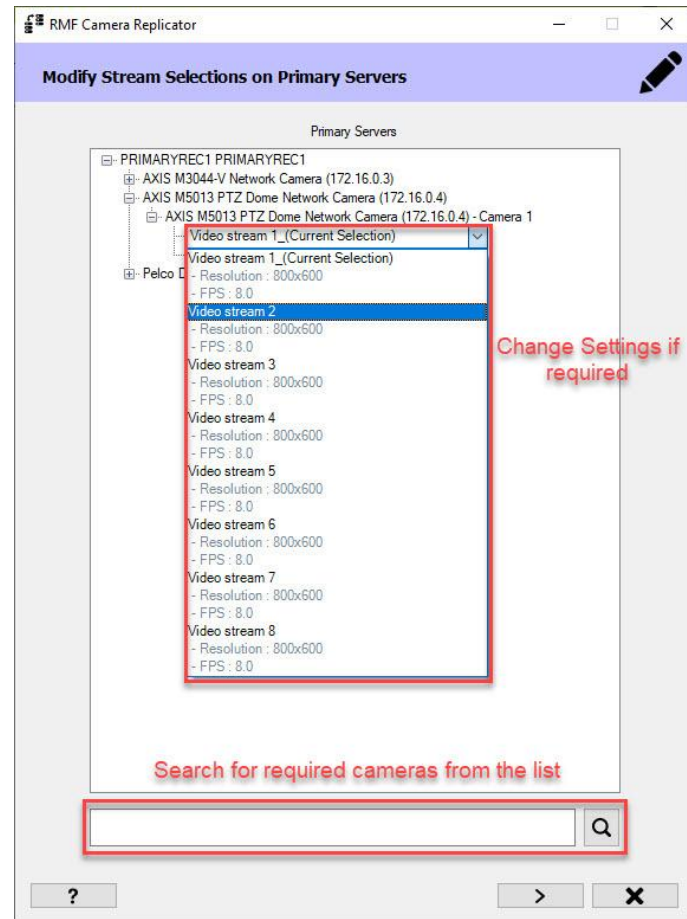 RMF Camera Replicator
Modify Stream Selections on Primary Servers
Primary Servers
PRIMARYREC1 PRIMARYREC1
AXIS M3044-V Network Camera (172.16.0.3)
AXIS M5013 PTZ Dome Network Camera (172.16.0.4)
AXIS M5013 PTZ Dome Network Camera (172.16.0.4) - Camera 1
Video stream 1_(Current Selection)
Video stream 1_(Current Selection)
Pelco D
- Resolution : 800x600
- FPS : 8.0
Video stream 2
- Resolution : 800x600
- FPS : 8.0
Video stream 3
- Resolution : 800x600
- FPS : 8.0
Video stream 4
- Resolution : 800x600
- FPS : 8.0
Video stream 5
- Resolution : 800x600
- FPS : 8.0
Video stream 6
- Resolution : 800x600
- FPS : 8.0
Video stream 7
- Resolution : 800x600
- FPS : 8.0
Video stream 8
- Resolution : 800x600
- FPS : 8.0
Change Settings if
required
Search for required cameras from the list
?
>